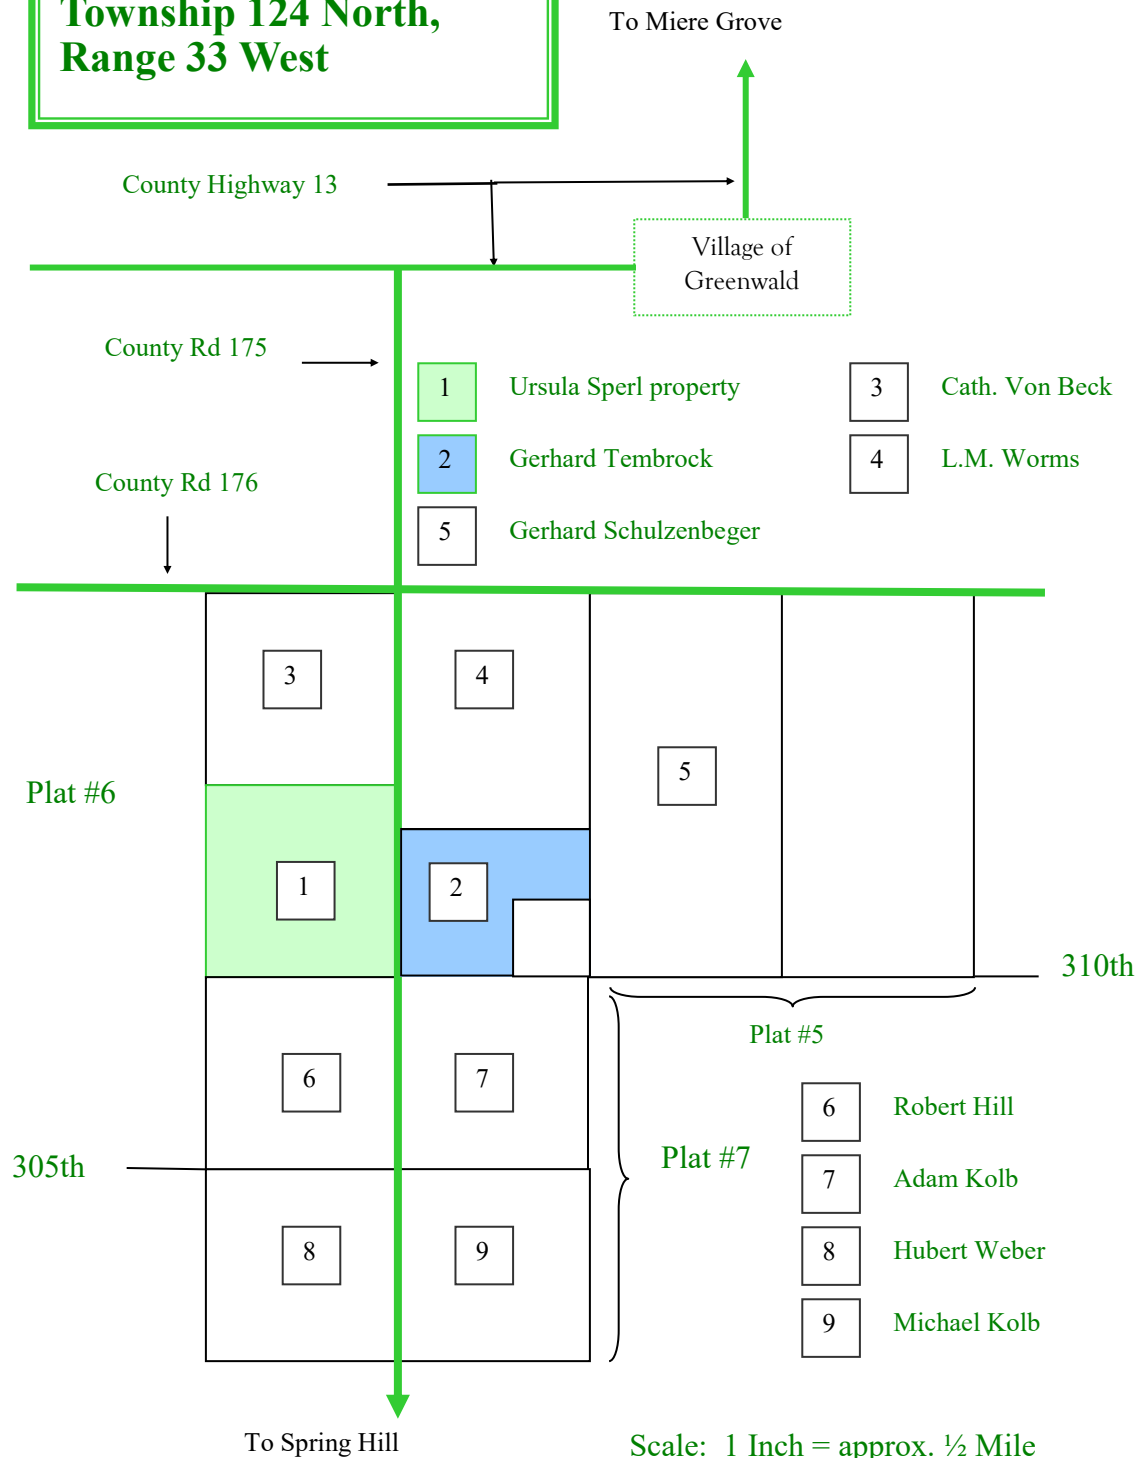 Township 124 North,
Range 33 West
To Miere Grove
County Highway 13
Village of
Greenwald
County Rd 175
1 Ursula Sperl property
3 Cath. Von Beck
2 Gerhard Tembrock
4 L.M. Worms
5 Gerhard Schulzenbeger
County Rd 176
3
4
5
Plat #6
1
2
310th
Plat #5
6
7
6 Robert Hill
305th
Plat #7
7 Adam Kolb
8
9
8 Hubert Weber
9 Michael Kolb
To Spring Hill
Scale: 1 Inch = approx. ½ Mile